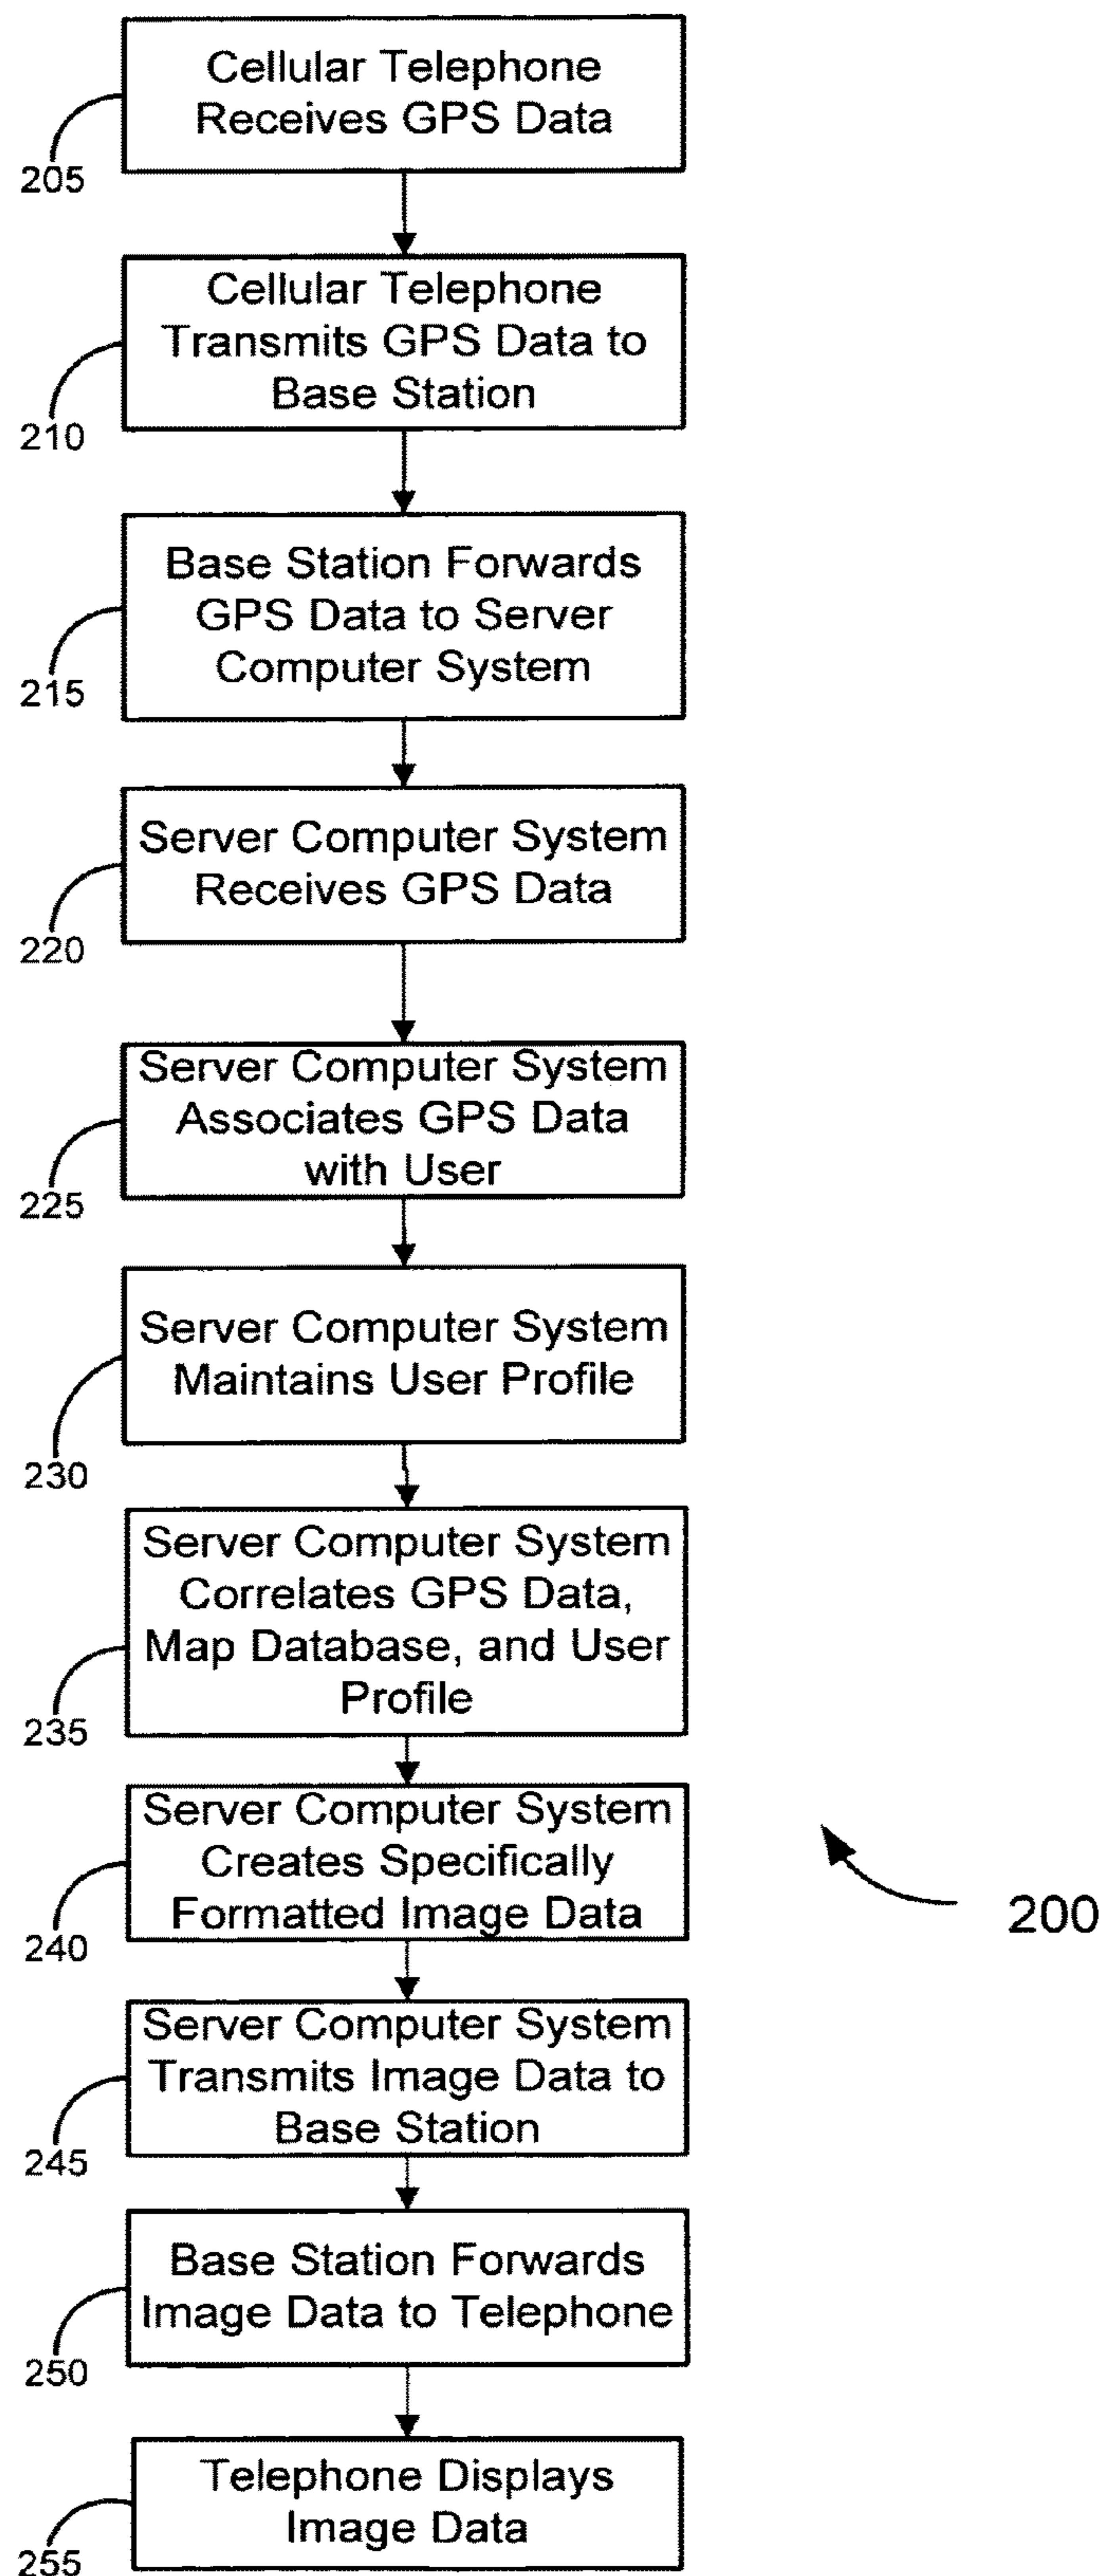 Cellular Telephone
Receives GPS Data
205
Cellular Telephone
Transmits GPS Data to
Base Station
210
Base Station Forwards
GPS Data to Server
Computer System
215
Server Computer System
Receives GPS Data
220
Server Computer System
Associates GPS Data
with User
225
Server Computer System
Maintains User Profile
230
Server Computer System
Correlates GPS Data,
Map Database, and User
Profile
235
Server Computer System
Creates Specifically
Formatted Image Data
240
200
Server Computer System
Transmits Image Data to
Base Station
245
Base Station Forwards
Image Data to Telephone
250
Telephone Displays
Image Data
255